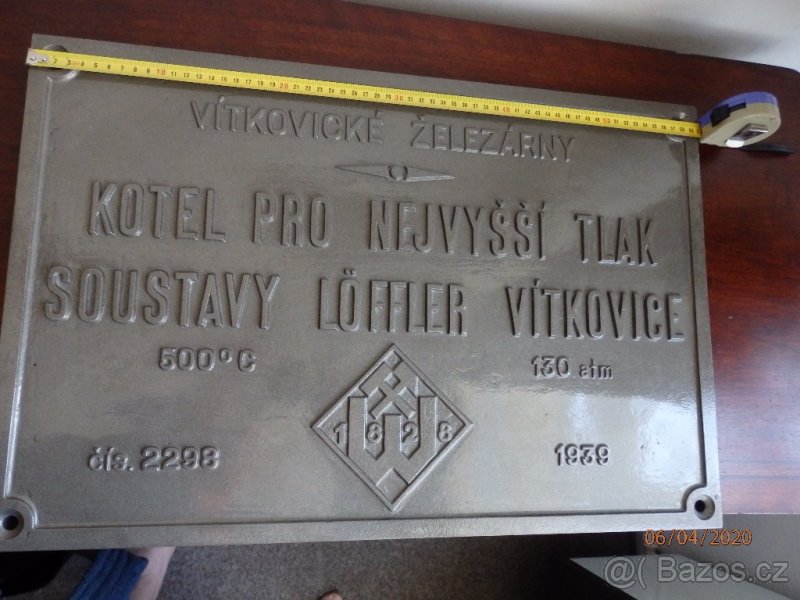 VÍTKOVICKÉ ŽELEZÁRNY
KOTEL PRO NEJVYŠŠÍ TLAK
SOUSTAVY LÖFFLER VÍTKOVICE
500°C 130 atm
1828
čís. 2298 1939
06/04/2020
@( Bazos.cz